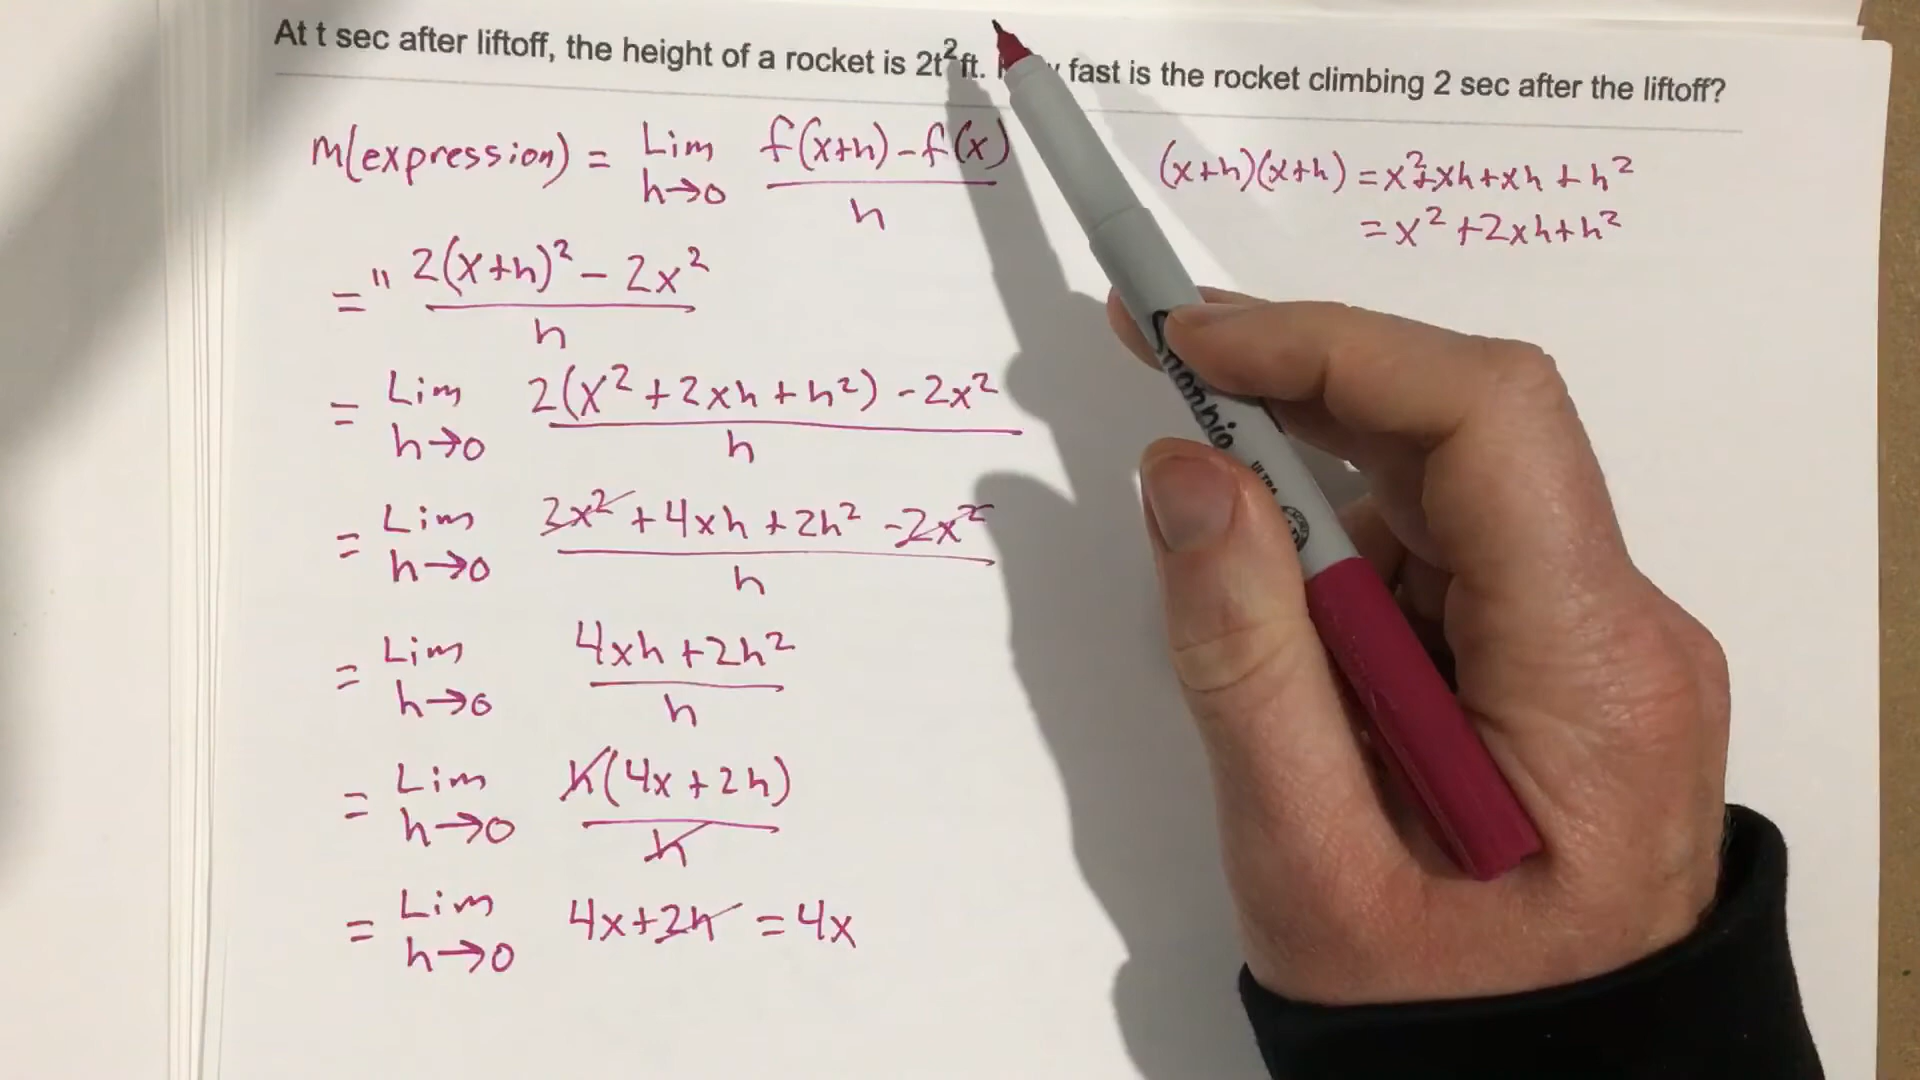 At t sec after liftoff, the height of a rocket is 2t²ft. fast is the rocket climbing 2 sec after the liftoff?
m(expression) = Lim h→0 f(x+h)-f(x) / h
(x+h)(x+h) = x²+xh+xh+h²
= x²+2xh+h²
= " 2(x+h)² - 2x² / h
= Lim h→0 2(x²+2xh+h²) - 2x² / h
= Lim h→0 2x² + 4xh + 2h² - 2x² / h
= Lim h→0 4xh + 2h² / h
= Lim h→0 h(4x + 2h) / h
= Lim h→0 4x+2h = 4x
Sharpie
ULTRA